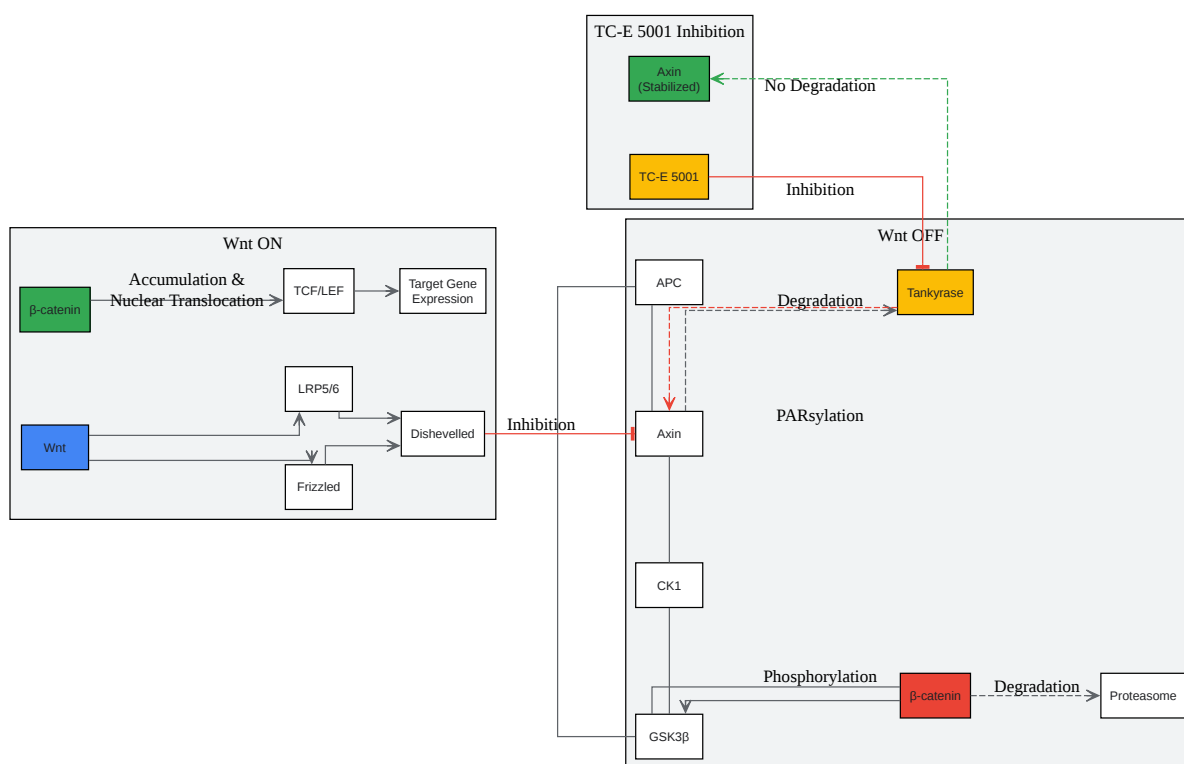 TC-E 5001 Inhibition
Axin
(Stabilized)
No Degradation
TC-E 5001
Inhibition
Wnt ON
Accumulation &
Nuclear Translocation
β-catenin
TCF/LEF
Target Gene
Expression
LRP5/6
Wnt
Dishevelled
Frizzled
Inhibition
Wnt OFF
APC
Degradation
Tankyrase
Axin
PARsylation
CK1
Phosphorylation
β-catenin
Degradation
Proteasome
GSK3β